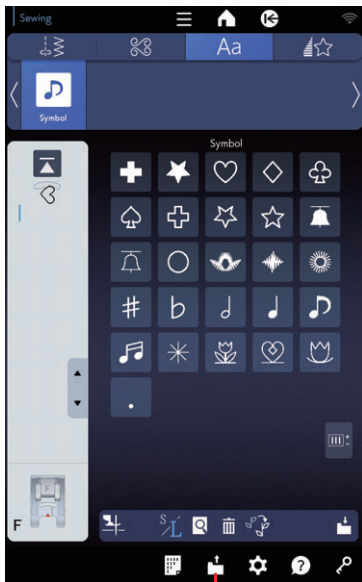 Sewing
Aa
Symbol
Symbol
F
S/L